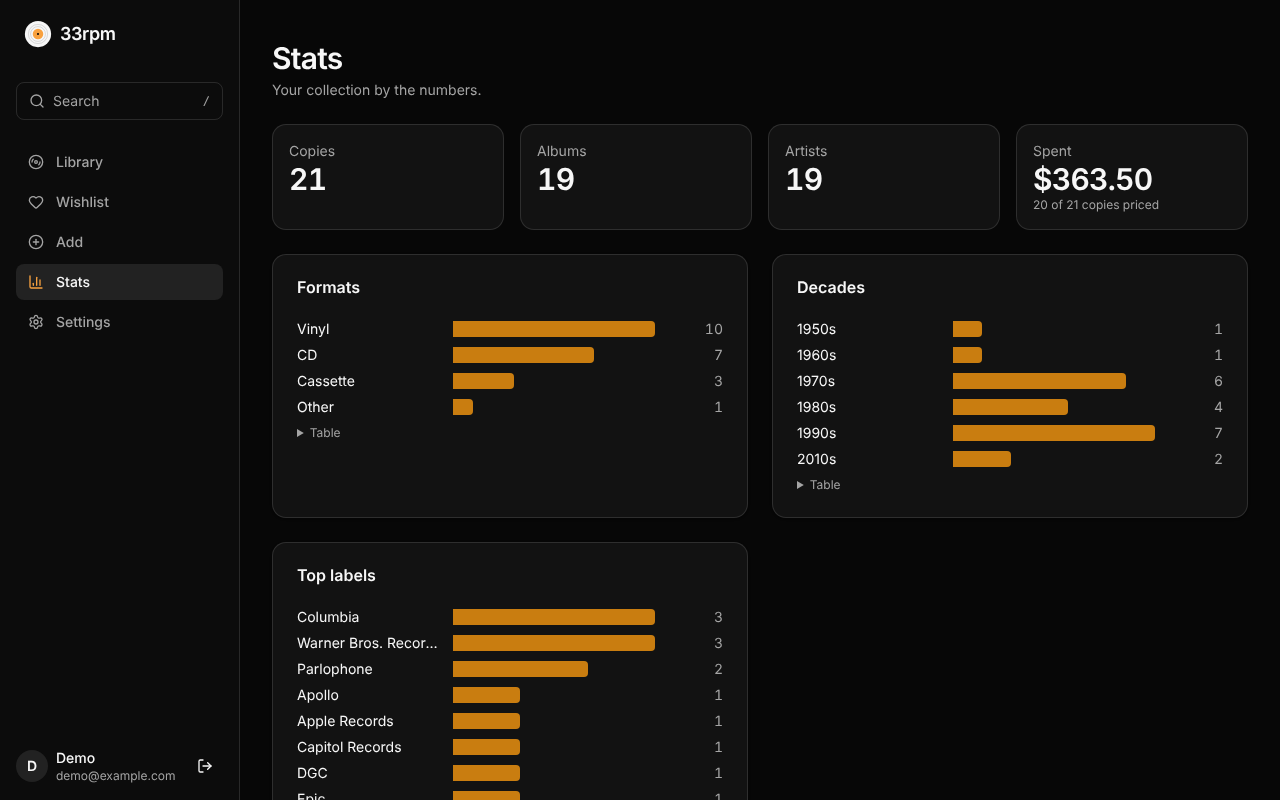 33rpm
Search /
Library
Wishlist
Add
Stats
Settings
Demo
demo@example.com
Stats
Your collection by the numbers.
Copies
21
Albums
19
Artists
19
Spent
$363.50
20 of 21 copies priced
Formats
Vinyl 10
CD 7
Cassette 3
Other 1
Table
Decades
1950s 1
1960s 1
1970s 6
1980s 4
1990s 7
2010s 2
Table
Top labels
Columbia 3
Warner Bros. Recor... 3
Parlophone 2
Apollo 1
Apple Records 1
Capitol Records 1
DGC 1
Epic 1
D